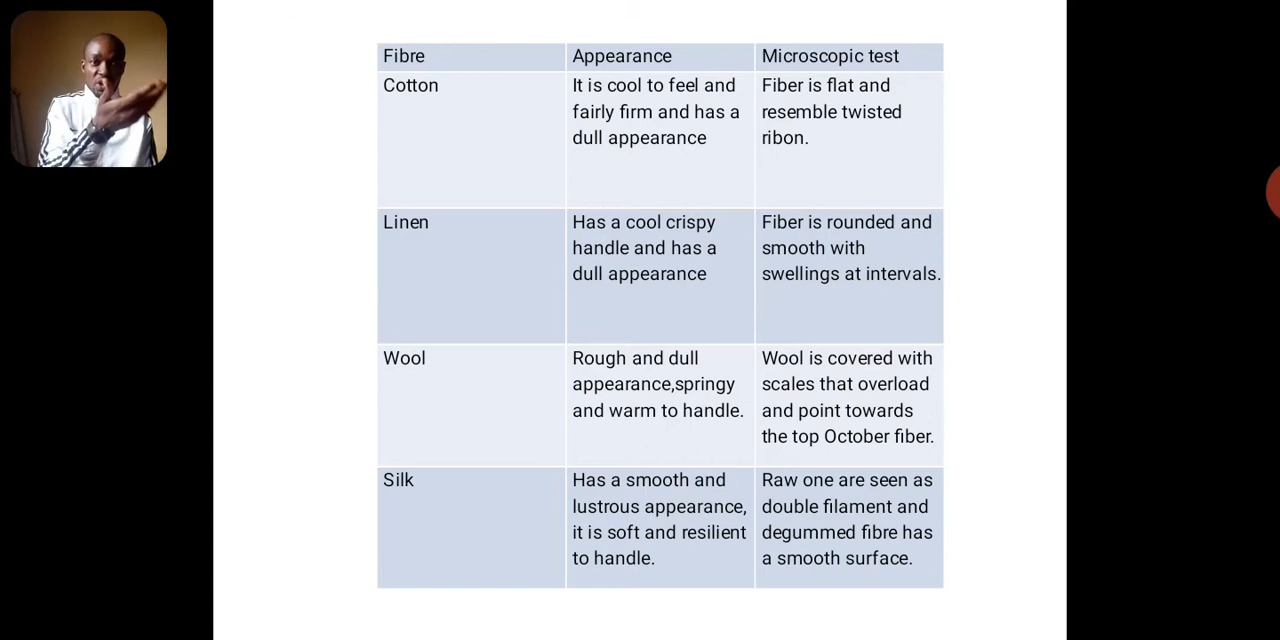 Fibre
Appearance
Microscopic test
Cotton
It is cool to feel and
fairly firm and has a
dull appearance
Fiber is flat and
resemble twisted
ribon.
Linen
Has a cool crispy
handle and has a
dull appearance
Fiber is rounded and
smooth with
swellings at intervals.
Wool
Rough and dull
appearance,springy
and warm to handle.
Wool is covered with
scales that overload
and point towards
the top October fiber.
Silk
Has a smooth and
lustrous appearance,
it is soft and resilient
to handle.
Raw one are seen as
double filament and
degummed fibre has
a smooth surface.